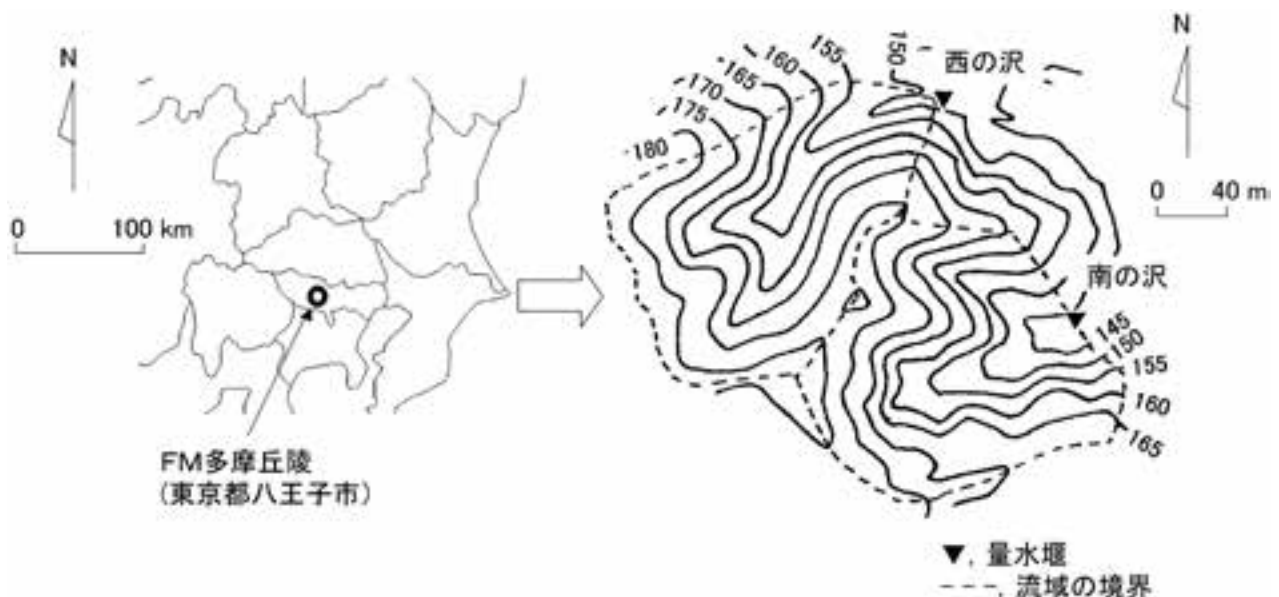 N
0 100 km
FM多摩丘陵
(東京都八王子市)
180
175
170
165
160
155
150
西の沢
N
0 40 m
南の沢
145
150
155
160
165
▼, 量水堰
----, 流域の境界